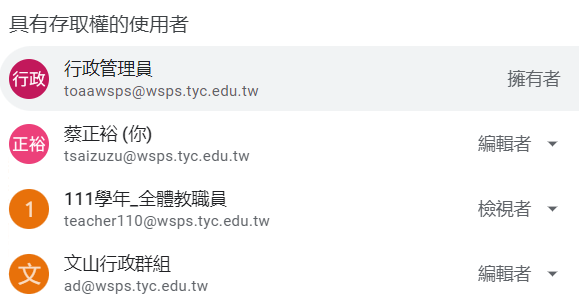 具有存取權的使用者
行政
行政管理員
擁有者
toaawsps@wsps.tyc.edu.tw
正裕
蔡正裕 (你)
編輯者
tsaizuzu@wsps.tyc.edu.tw
1
111學年_全體教職員
檢視者
teacher110@wsps.tyc.edu.tw
文
文山行政群組
編輯者
ad@wsps.tyc.edu.tw